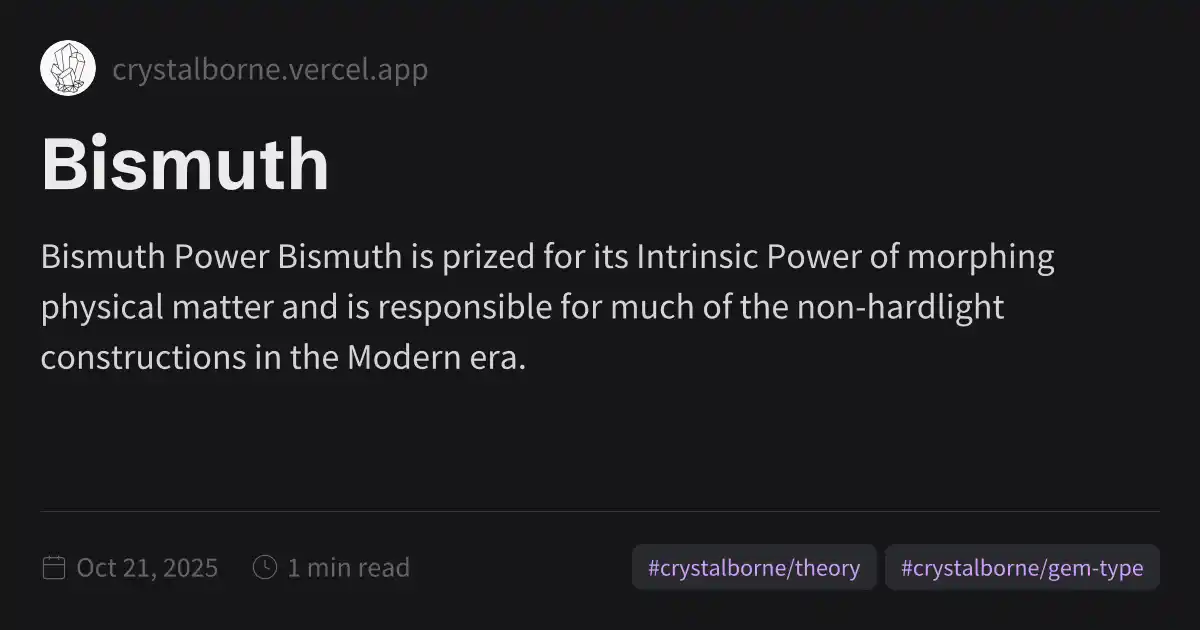 crystalborne.vercel.app
Bismuth
Bismuth Power Bismuth is prized for its Intrinsic Power of morphing
physical matter and is responsible for much of the non-hardlight
constructions in the Modern era.
Oct 21, 2025 1 min read #crystalborne/theory #crystalborne/gem-type